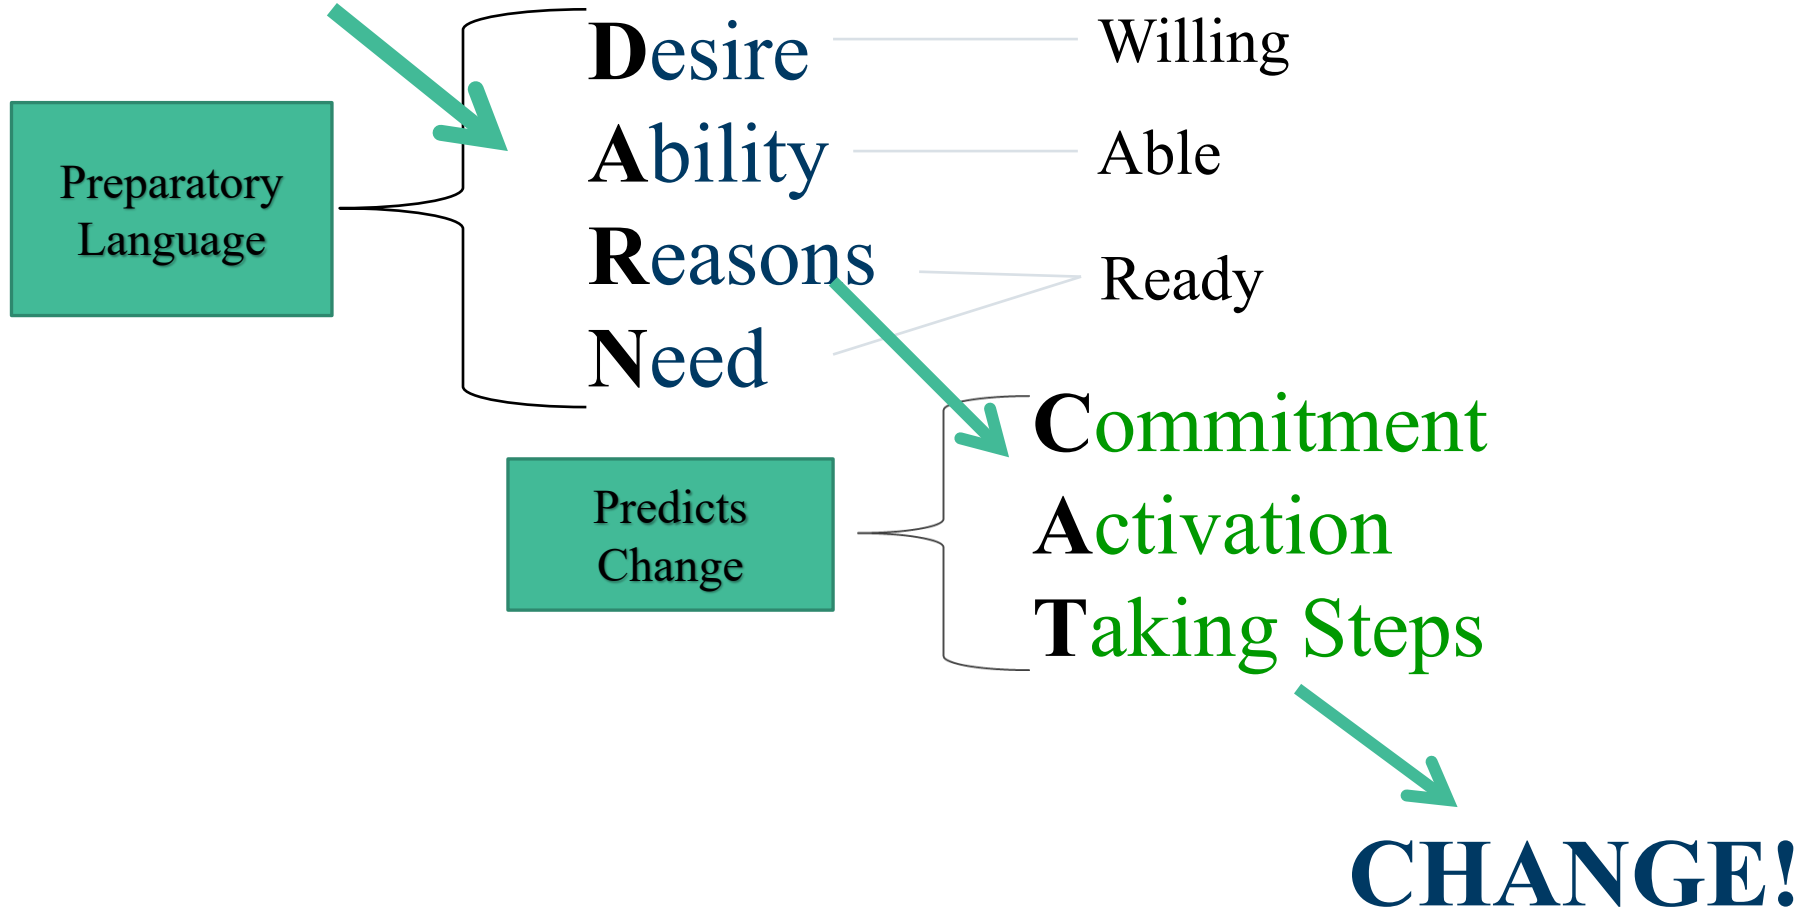 Desire
Willing
Ability
Able
Preparatory
Language
Reasons
Ready
Need
Commitment
Predicts
Change
Activation
Taking Steps
CHANGE!